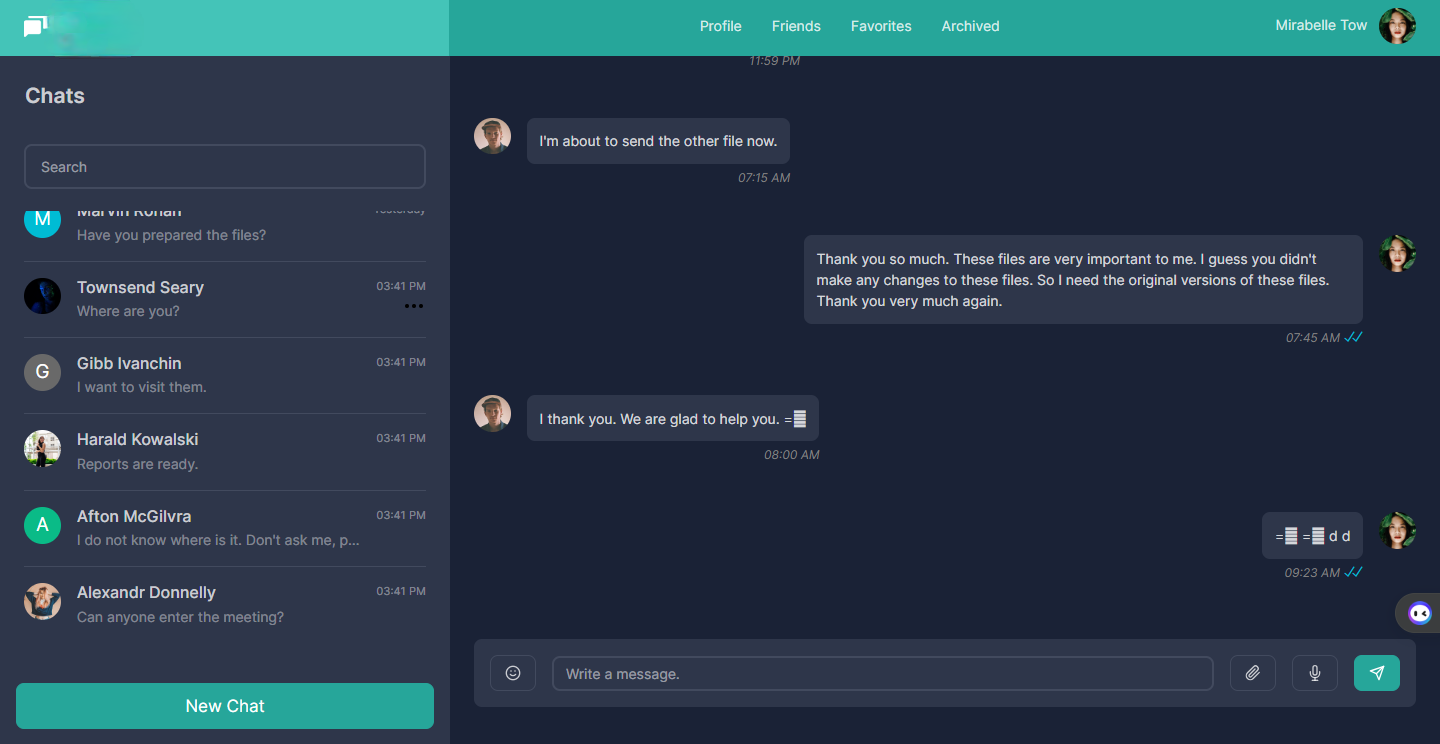 Profile
Friends
Favorites
Archived
Mirabelle Tow
Chats
Search
Marvin Rohan
Yesterday
Have you prepared the files?
Townsend Seary
03:41 PM
Where are you?
Gibb Ivanchin
03:41 PM
I want to visit them.
Harald Kowalski
03:41 PM
Reports are ready.
Afton McGilvra
03:41 PM
I do not know where is it. Don't ask me, p...
Alexandr Donnelly
03:41 PM
Can anyone enter the meeting?
New Chat
11:59 PM
I'm about to send the other file now.
07:15 AM
Thank you so much. These files are very important to me. I guess you didn't
make any changes to these files. So I need the original versions of these files.
Thank you very much again.
07:45 AM
I thank you. We are glad to help you. =
08:00 AM
= = d d
09:23 AM
Write a message.
M
G
A